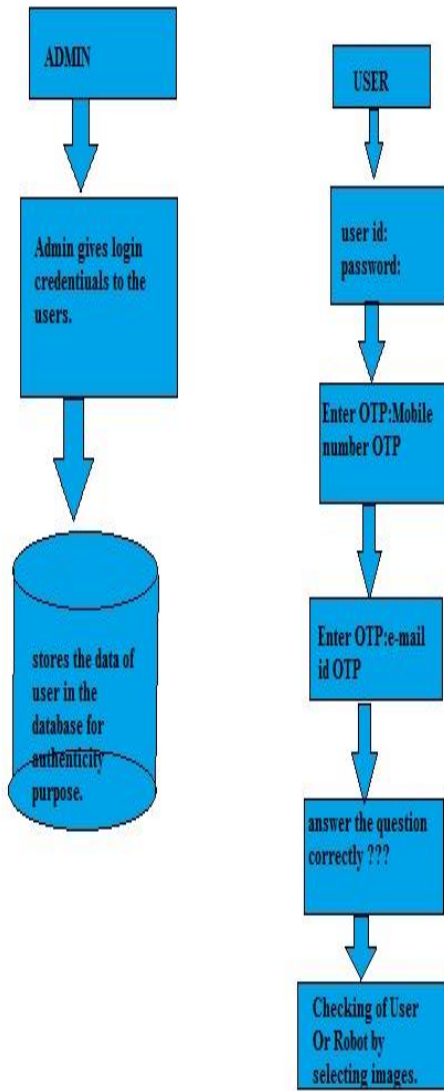 ADMIN
Admin gives login
credentiuals to the
users.
stores the data of
user in the
database for
authenticity
purpose.
USER
user id:
password:
Enter OTP:Mobile
number OTP
Enter OTP:e-mail
id OTP
answer the question
correctly ???
Checking of User
Or Robot by
selecting images.